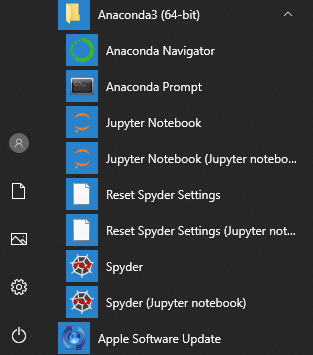 Anaconda3 (64-bit)
Anaconda Navigator
Anaconda Prompt
Jupyter Notebook
Jupyter Notebook (Jupyter notebo...
Reset Spyder Settings
Reset Spyder Settings (Jupyter not...
Spyder
Spyder (Jupyter notebook)
Apple Software Update